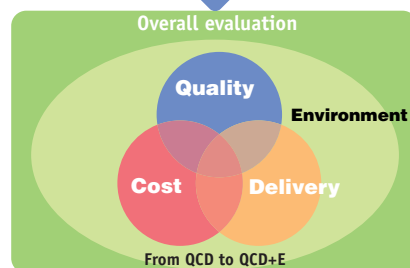 Overall evaluation
Quality
Environment
Cost
Delivery
From QCD to QCD+E